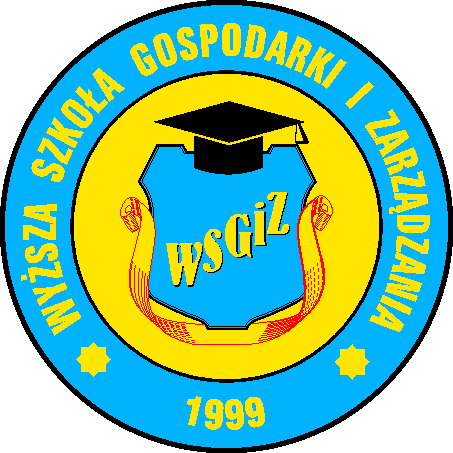 WYŻSZA SZKOŁA GOSPODARKI I ZARZĄDZANIA
WSGiZ
1999